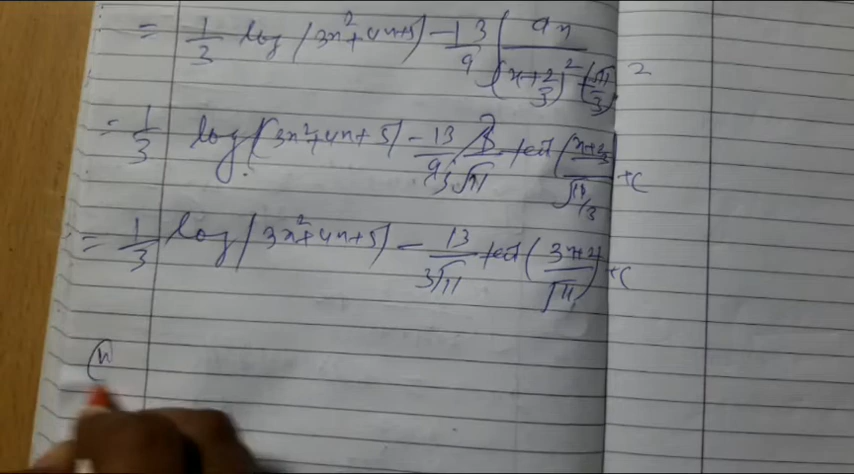 = 1/3 log |3x²+4x+5| - 13/9 ∫ dx / (x+2/3)² + (√11/3)²
= 1/3 log |3x²+4x+5| - 13/9 3/√11 tan⁻¹ (x+2/3 / √11/3) + C
= 1/3 log |3x²+4x+5| - 13/3√11 tan⁻¹ (3x+2 / √11) + C